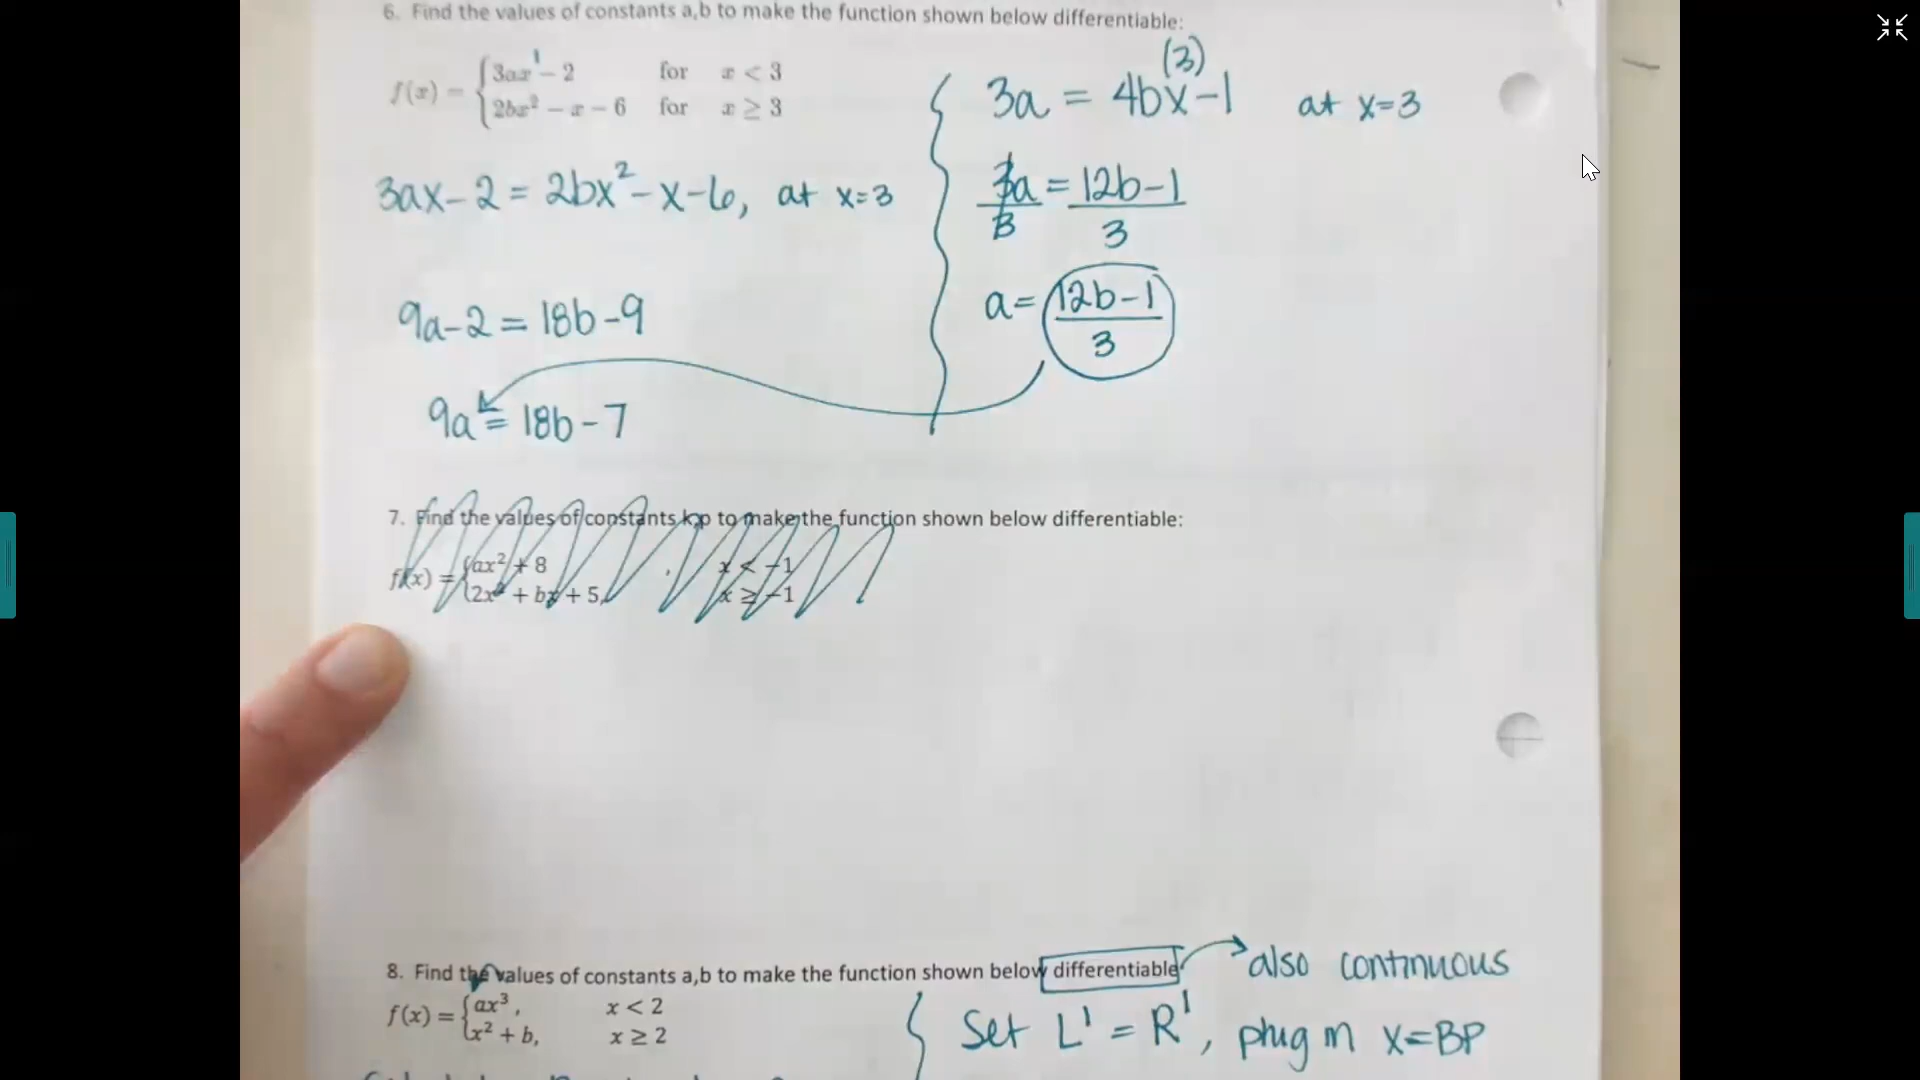 6. Find the values of constants a,b to make the function shown below differentiable:
f(x) = {3ax¹ − 2 for x < 3
2bx² − x − 6 for x ≥ 3
3ax − 2 = 2bx² − x − 6, at x=3
9a − 2 = 18b − 9
9a = 18b − 7
(3)
3a = 4bx − 1 at x=3
3a = 12b − 1
3 3
a = 12b − 1
3
7. Find the values of constants k,p to make the function shown below differentiable:
f(x) = {ax² + 8 x < −1
2x² + bx + 5, x ≥ −1
8. Find the values of constants a,b to make the function shown below differentiable → also continuous
f(x) = {ax³, x < 2
x² + b, x ≥ 2
Set L' = R', plug in x=BP